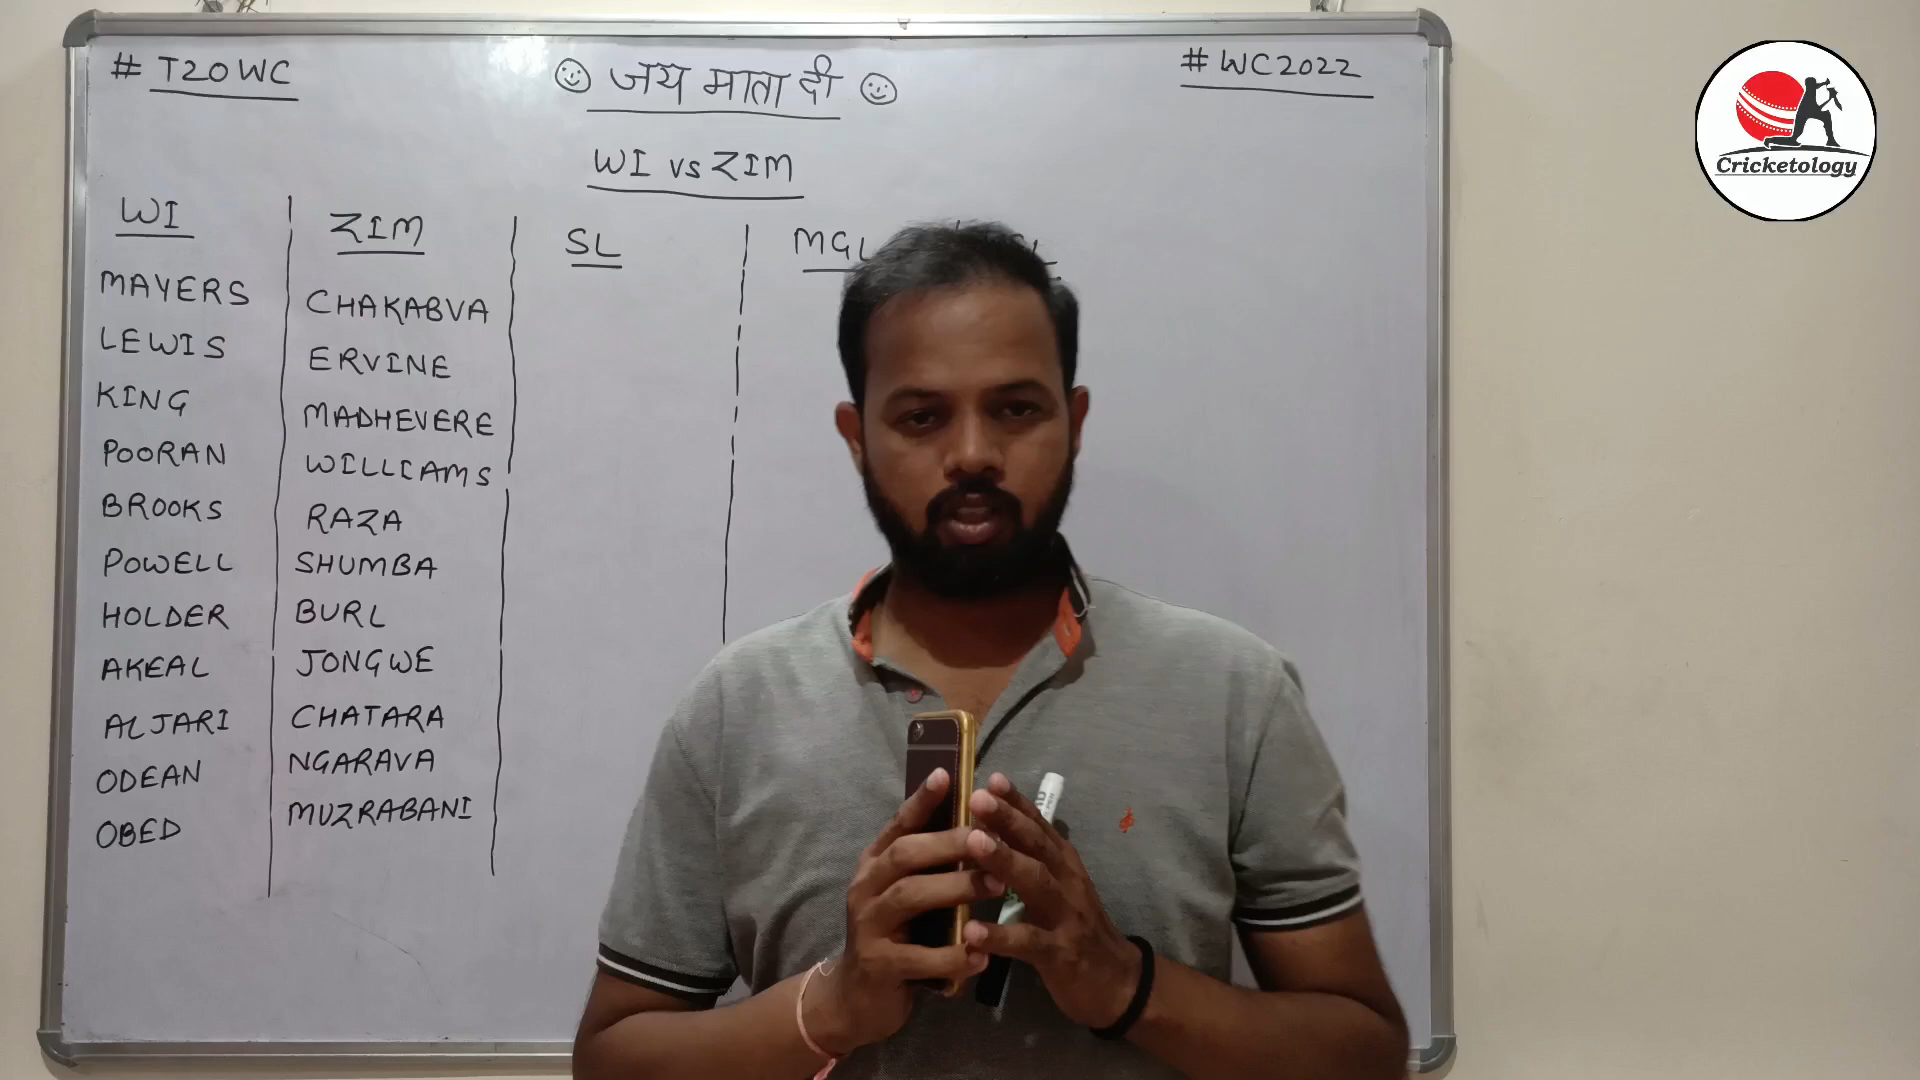 # T20WC
जय माता दी
# WC2022
WI vs ZIM
WI
MAYERS
LEWIS
KING
POORAN
BROOKS
POWELL
HOLDER
AKEAL
ALJARI
ODEAN
OBED
ZIM
CHAKABVA
ERVINE
MADHEVERE
WILLIAMS
RAZA
SHUMBA
BURL
JONGWE
CHATARA
NGARAVA
MUZRABANI
SL
MGL
Cricketology